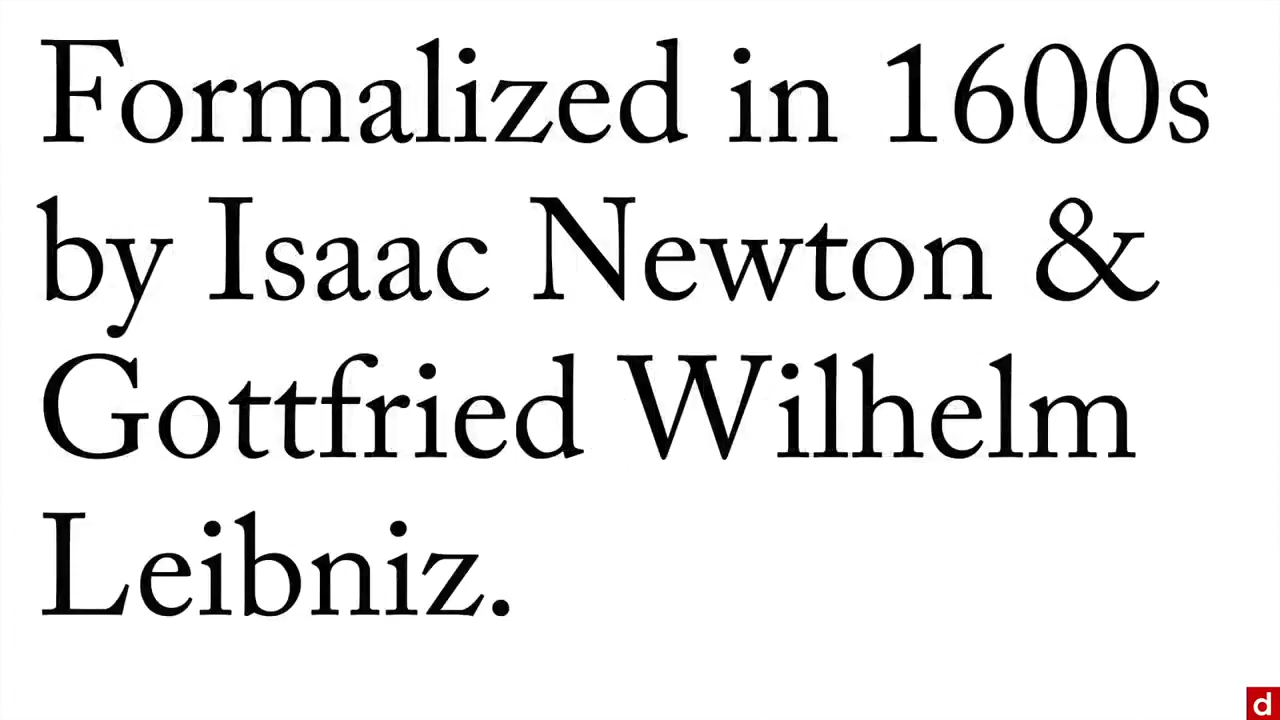 Formalized in 1600s
by Isaac Newton &
Gottfried Wilhelm
Leibniz.
d